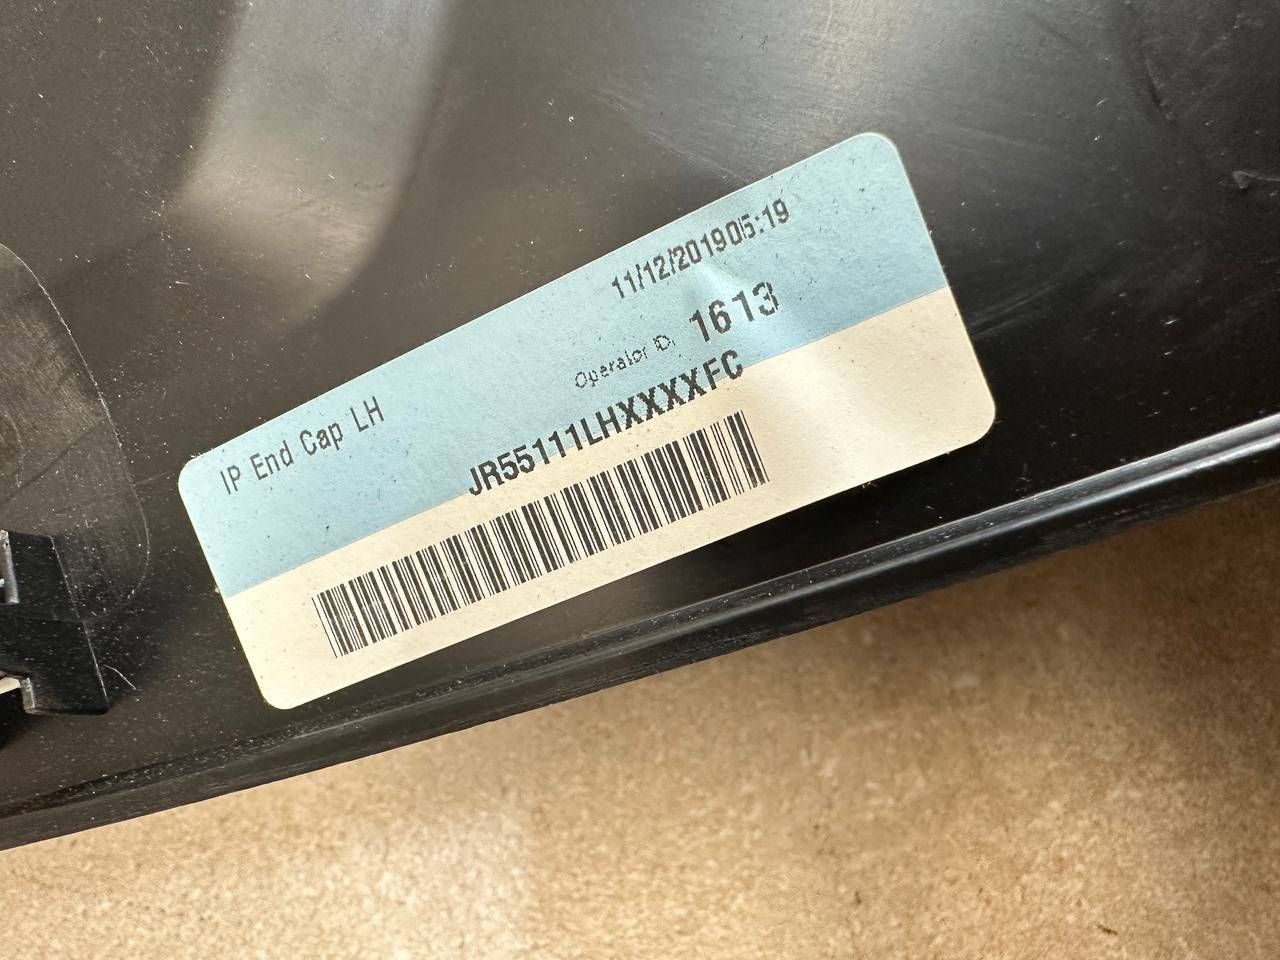 11/12/201905:19
Operator ID: 1613
IP End Cap LH
JR55111LHXXXXFC